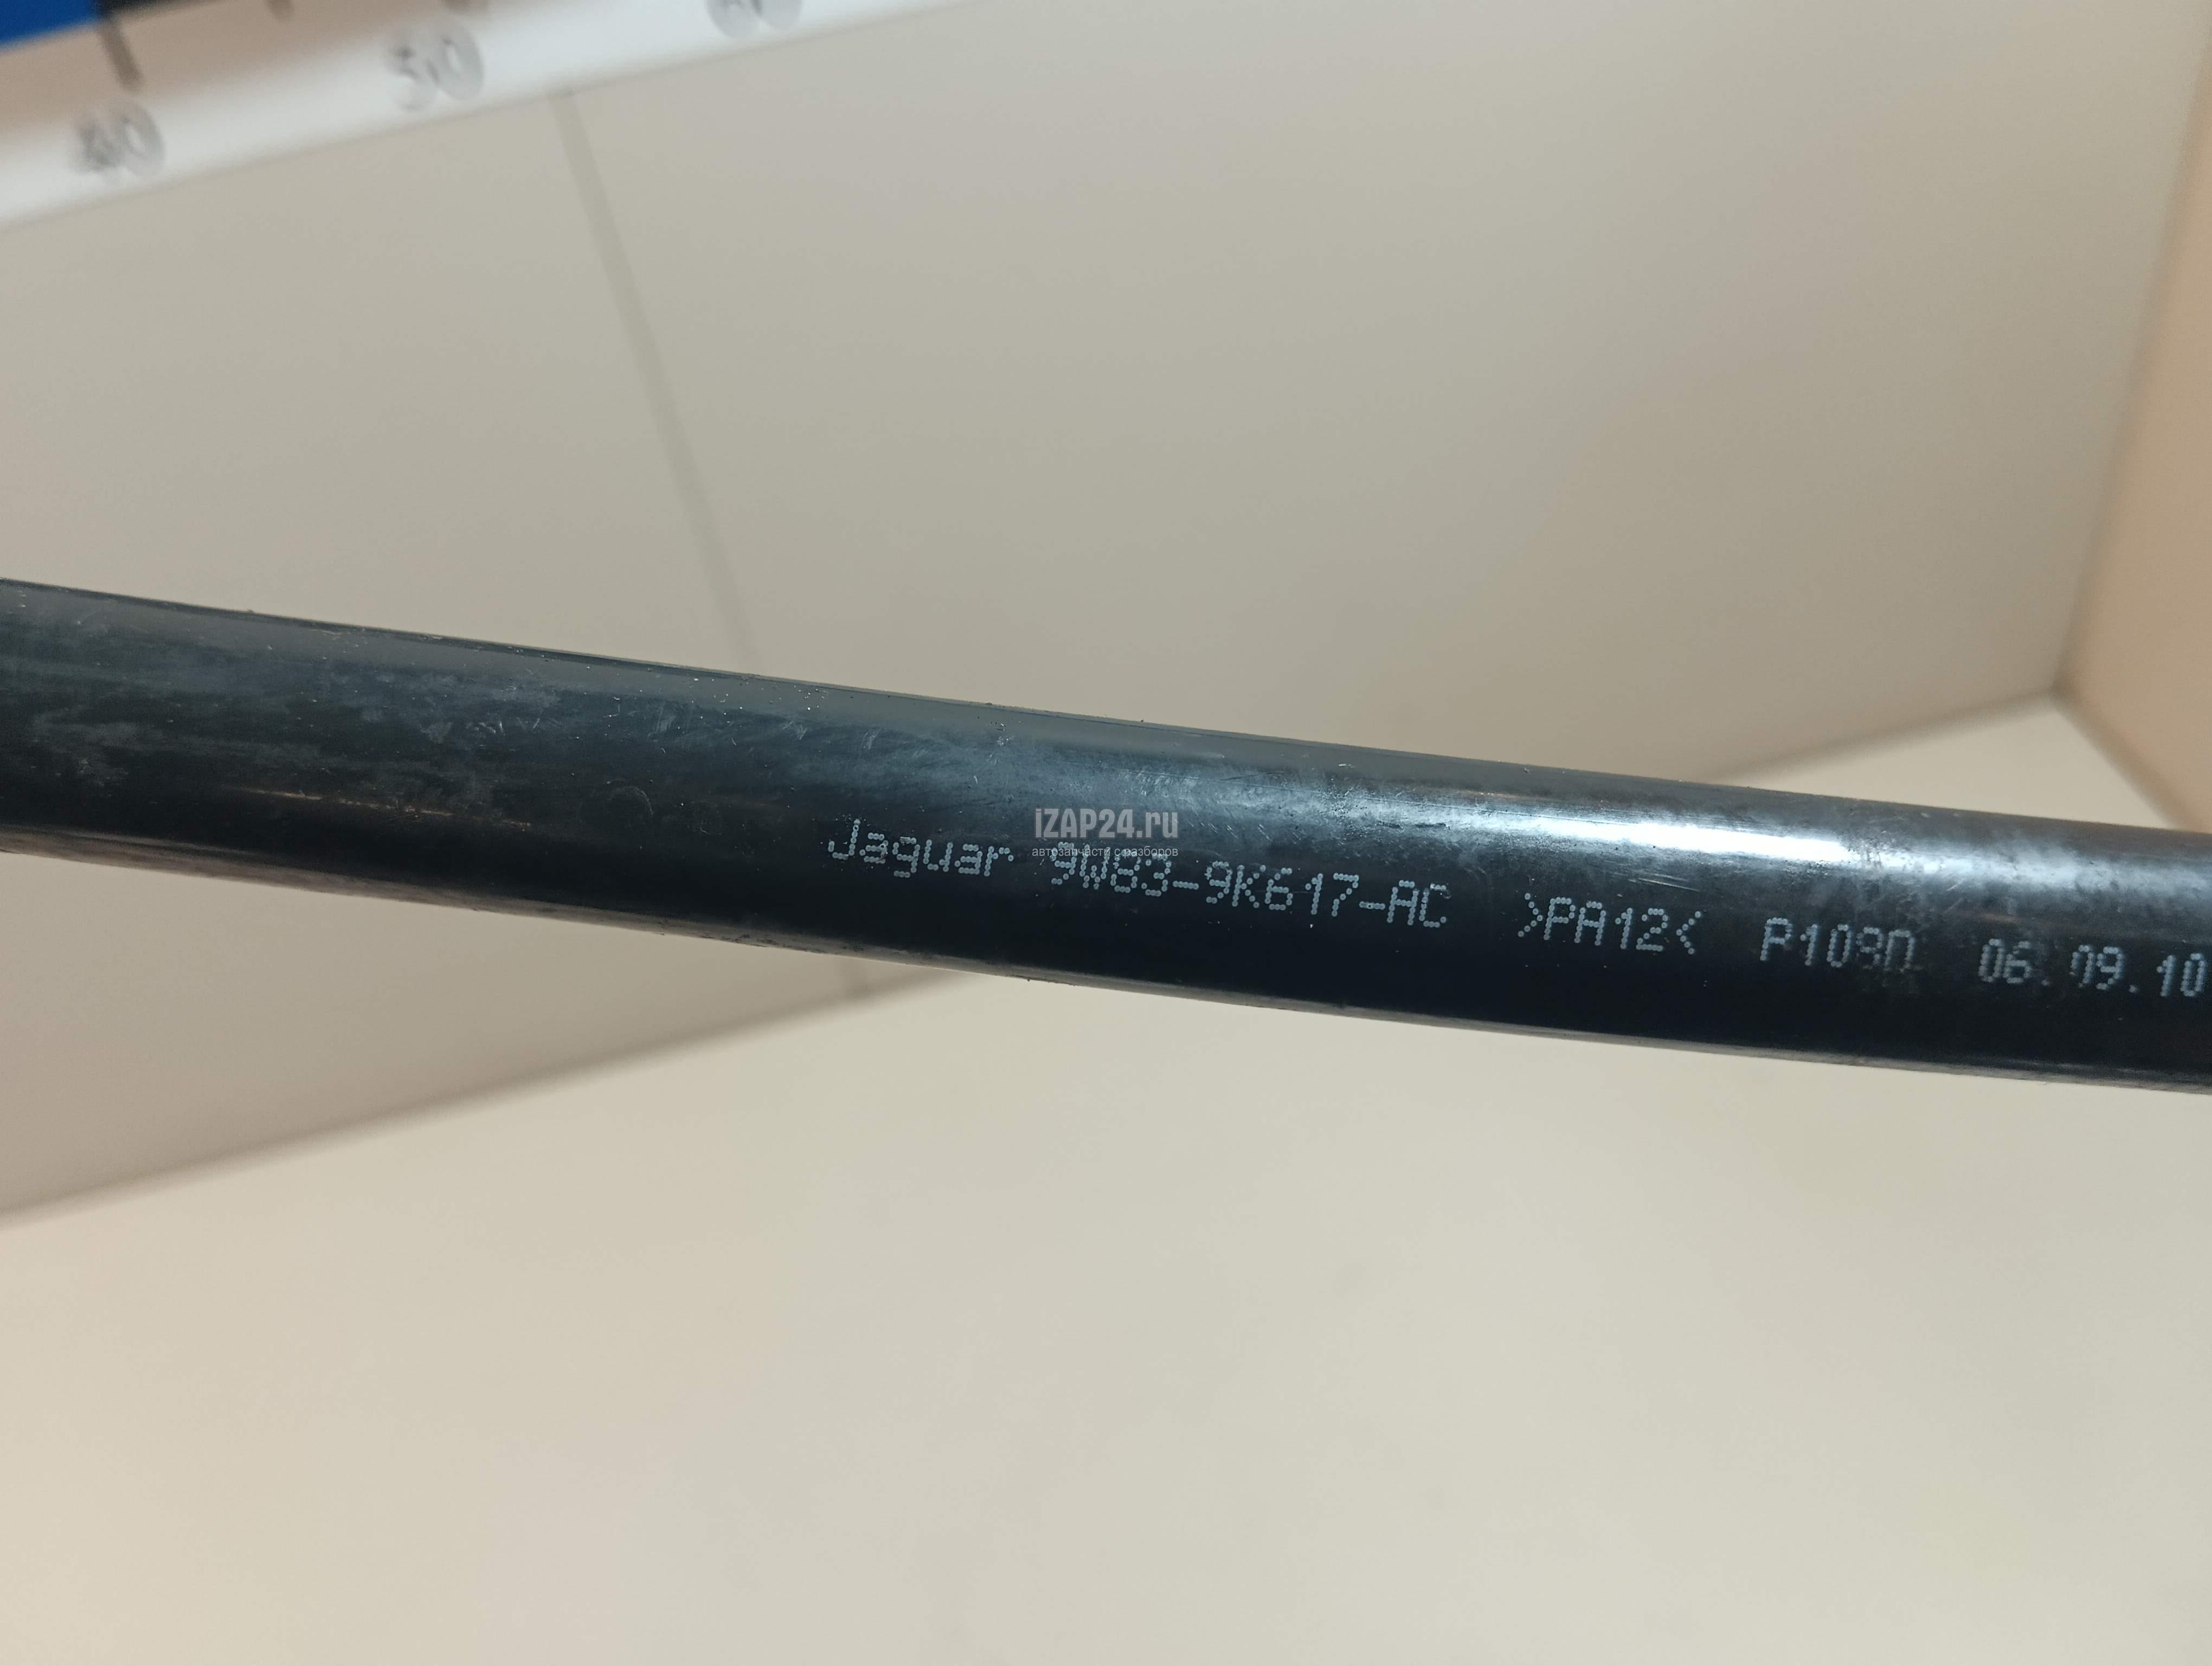 40
50
iZAP24.ru
автозапчасти с разборов
Jaguar 9W83-9K617-AC >PA12< P1080 06.09.10